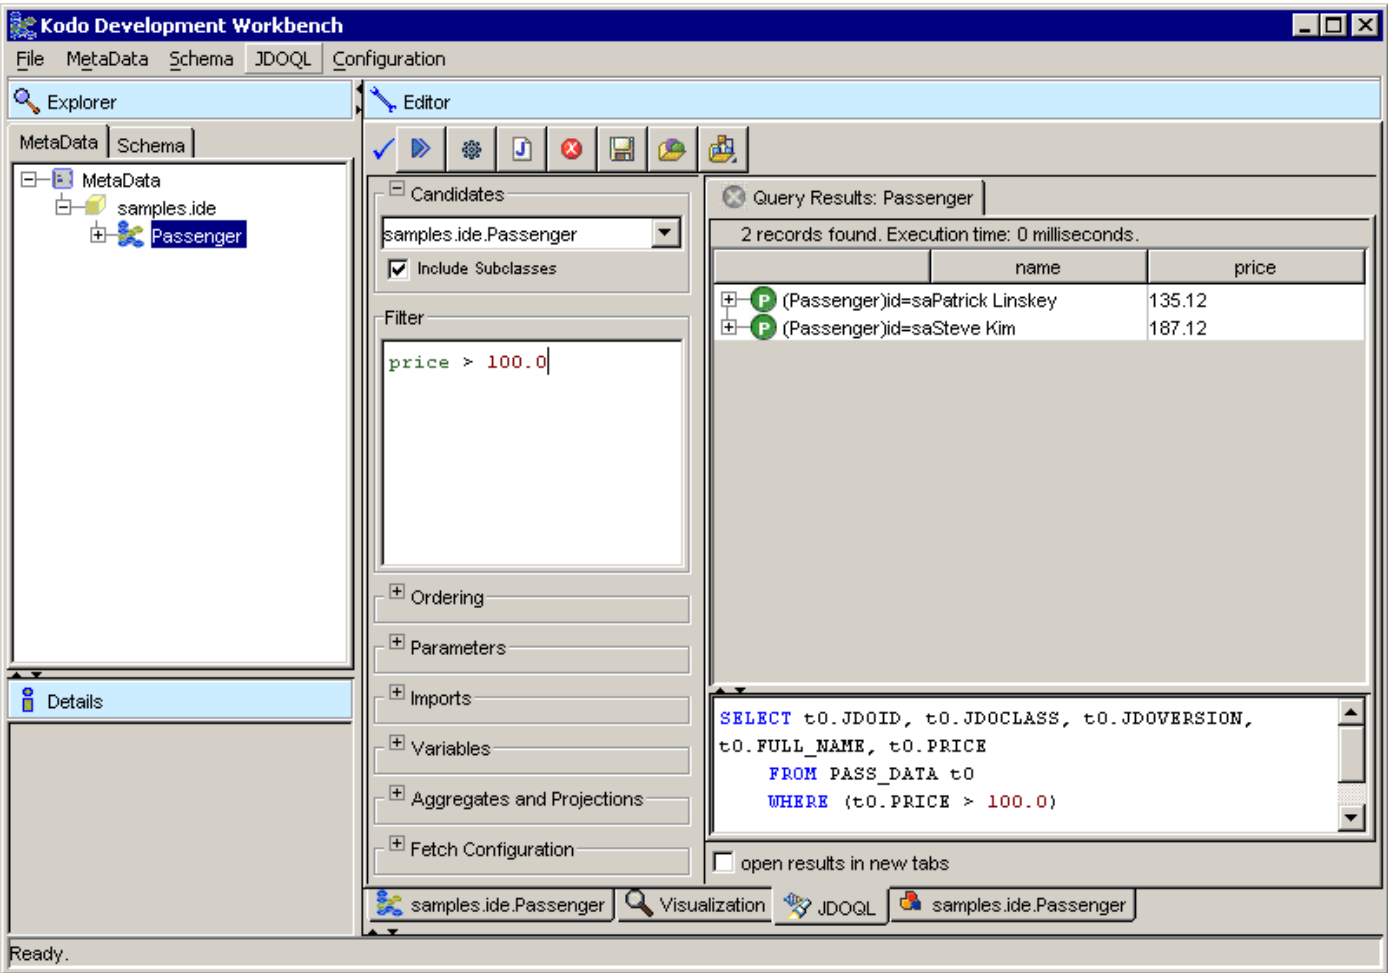 Kodo Development Workbench
File MetaData Schema JDOQL Configuration
Explorer
Editor
MetaData Schema
MetaData
samples.ide
Passenger
Details
Candidates
samples.ide.Passenger
Include Subclasses
Filter
price > 100.0
Ordering
Parameters
Imports
Variables
Aggregates and Projections
Fetch Configuration
Query Results: Passenger
2 records found. Execution time: 0 milliseconds.
name price
(Passenger)id=saPatrick Linskey 135.12
(Passenger)id=saSteve Kim 187.12
SELECT t0.JDOID, t0.JDOCLASS, t0.JDOVERSION,
t0.FULL_NAME, t0.PRICE
FROM PASS_DATA t0
WHERE (t0.PRICE > 100.0)
open results in new tabs
samples.ide.Passenger Visualization JDOQL samples.ide.Passenger
Ready.